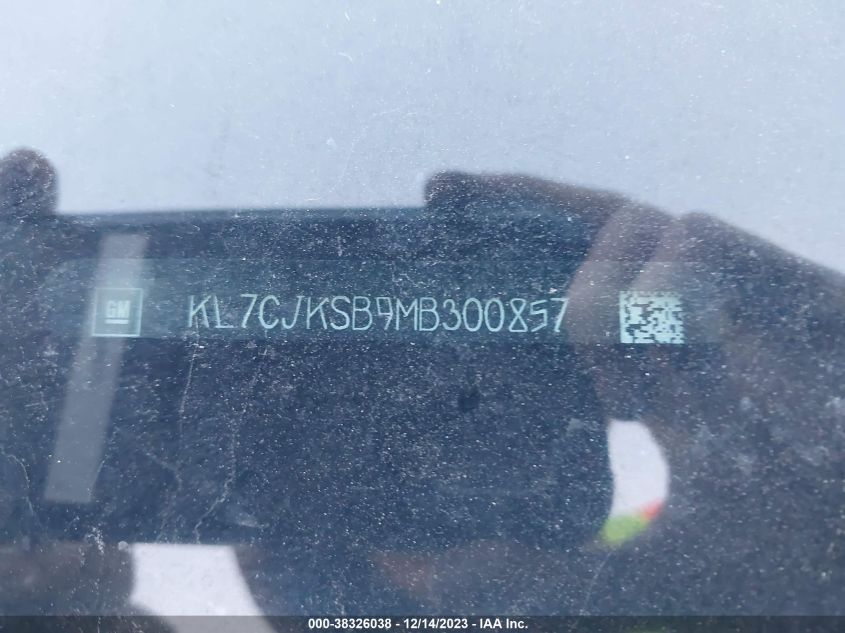 GM KL7CJKSB9MB300857
000-38326038 - 12/14/2023 - IAA Inc.